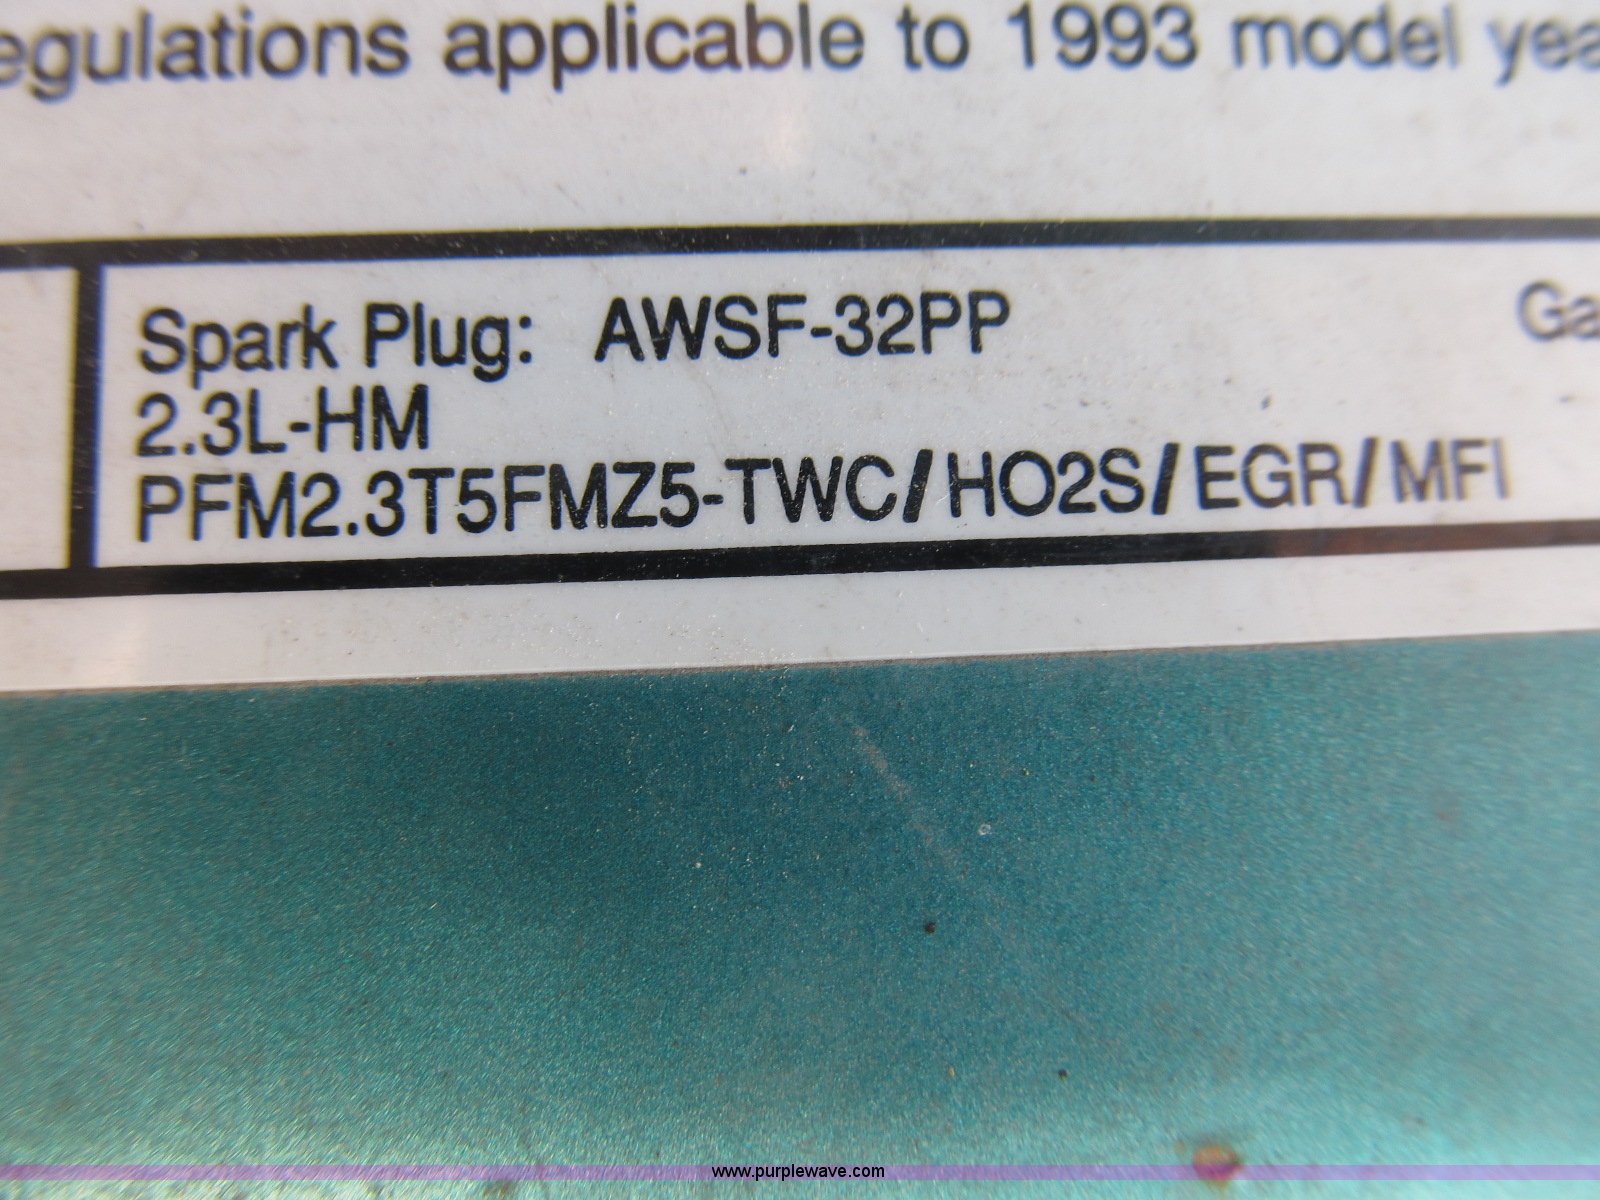 egulations applicable to 1993 model yea
Spark Plug: AWSF-32PP Ga
2.3L-HM
PFM2.3T5FMZ5-TWC/HO2S/EGR/MFI
www.purplewave.com